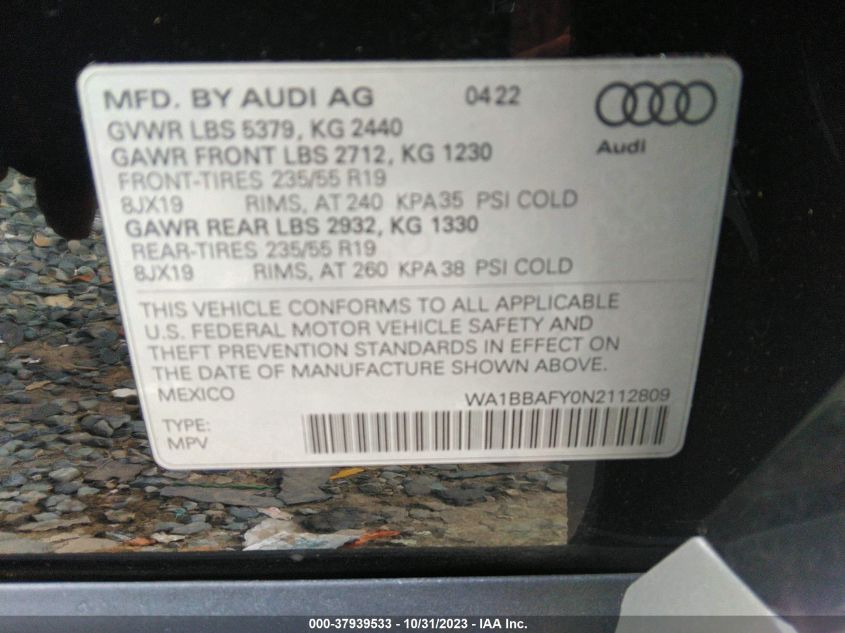 MFD. BY AUDI AG 04 22
GVWR LBS 5379, KG 2440
Audi
GAWR FRONT LBS 2712, KG 1230
FRONT-TIRES 235/55 R19
8JX19 RIMS, AT 240 KPA 35 PSI COLD
GAWR REAR LBS 2932, KG 1330
REAR-TIRES 235/55 R19
8JX19 RIMS, AT 260 KPA 38 PSI COLD
THIS VEHICLE CONFORMS TO ALL APPLICABLE
U.S. FEDERAL MOTOR VEHICLE SAFETY AND
THEFT PREVENTION STANDARDS IN EFFECT ON
THE DATE OF MANUFACTURE SHOWN ABOVE.
MEXICO WA1BBAFY0N2112809
TYPE:
MPV
000-37939533 - 10/31/2023 - IAA Inc.